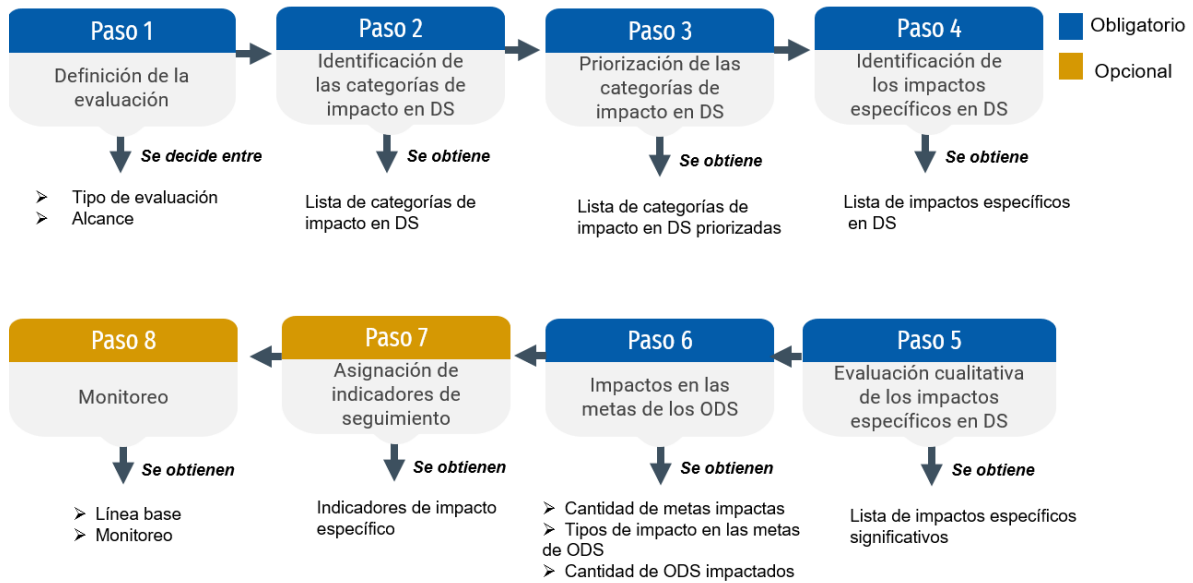 Paso 1
Definición de la
evaluación
Se decide entre
➢ Tipo de evaluación
➢ Alcance
Paso 2
Identificación de
las categorías de
impacto en DS
Se obtiene
Lista de categorías de
impacto en DS
Paso 3
Priorización de las
categorías de
impacto en DS
Se obtiene
Lista de categorías de
impacto en DS priorizadas
Paso 4
Identificación de
los impactos
específicos en DS
Se obtiene
Lista de impactos específicos
en DS
Obligatorio
Opcional
Paso 5
Evaluación cualitativa
de los impactos
específicos en DS
Se obtiene
Lista de impactos específicos
significativos
Paso 6
Impactos en las
metas de los ODS
Se obtienen
➢ Cantidad de metas impactas
➢ Tipos de impacto en las metas
de ODS
➢ Cantidad de ODS impactados
Paso 7
Asignación de
indicadores de
seguimiento
Se obtienen
Indicadores de impacto
específico
Paso 8
Monitoreo
Se obtienen
➢ Línea base
➢ Monitoreo